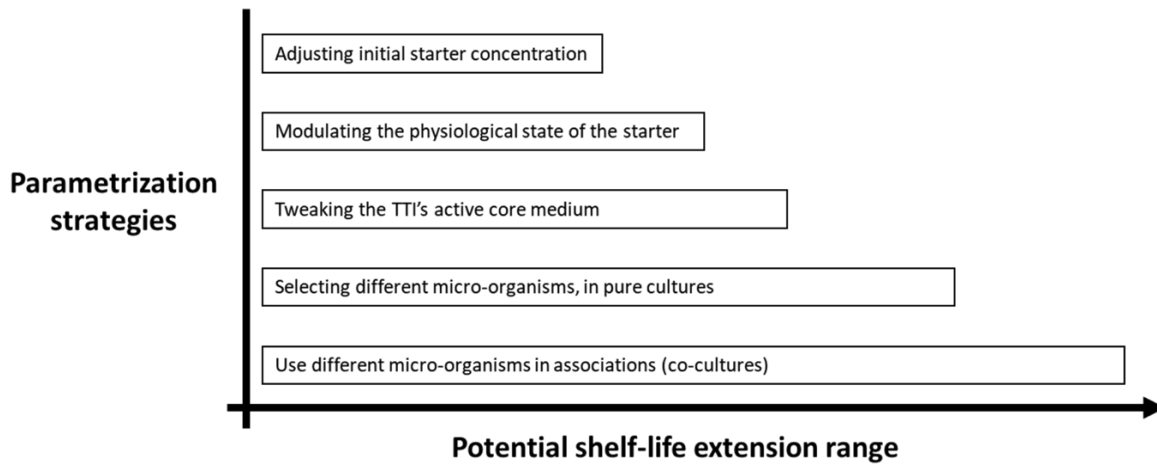 Adjusting initial starter concentration
Modulating the physiological state of the starter
Parametrization
strategies
Tweaking the TTI's active core medium
Selecting different micro-organisms, in pure cultures
Use different micro-organisms in associations (co-cultures)
Potential shelf-life extension range